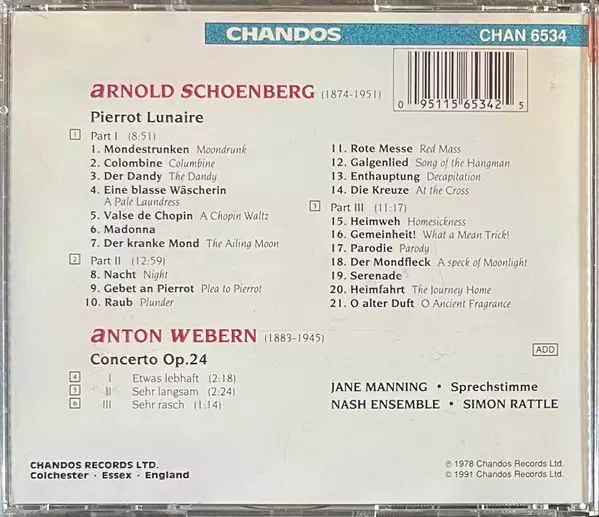 CHANDOS
CHAN 6534
ARNOLD SCHOENBERG (1874-1951)
0 95115 65342 5
Pierrot Lunaire
1 Part I (8:51)
1. Mondestrunken Moondrunk
2. Colombine Columbine
3. Der Dandy The Dandy
4. Eine blasse Wäscherin
A Pale Laundress
5. Valse de Chopin A Chopin Waltz
6. Madonna
7. Der kranke Mond The Ailing Moon
2 Part II (12:59)
8. Nacht Night
9. Gebet an Pierrot Plea to Pierrot
10. Raub Plunder
11. Rote Messe Red Mass
12. Galgenlied Song of the Hangman
13. Enthauptung Decapitation
14. Die Kreuze At the Cross
3 Part III (11:17)
15. Heimweh Homesickness
16. Gemeinheit! What a Mean Trick!
17. Parodie Parody
18. Der Mondfleck A speck of Moonlight
19. Serenade
20. Heimfahrt The Journey Home
21. O alter Duft O Ancient Fragrance
ANTON WEBERN (1883-1945)
Concerto Op.24
4 I Etwas lebhaft (2:18)
5 II Sehr langsam (2:24)
6 III Sehr rasch (1:14)
ADD
JANE MANNING · Sprechstimme
NASH ENSEMBLE · SIMON RATTLE
CHANDOS RECORDS LTD.
Colchester · Essex · England
℗ 1978 Chandos Records Ltd.
© 1991 Chandos Records Ltd.